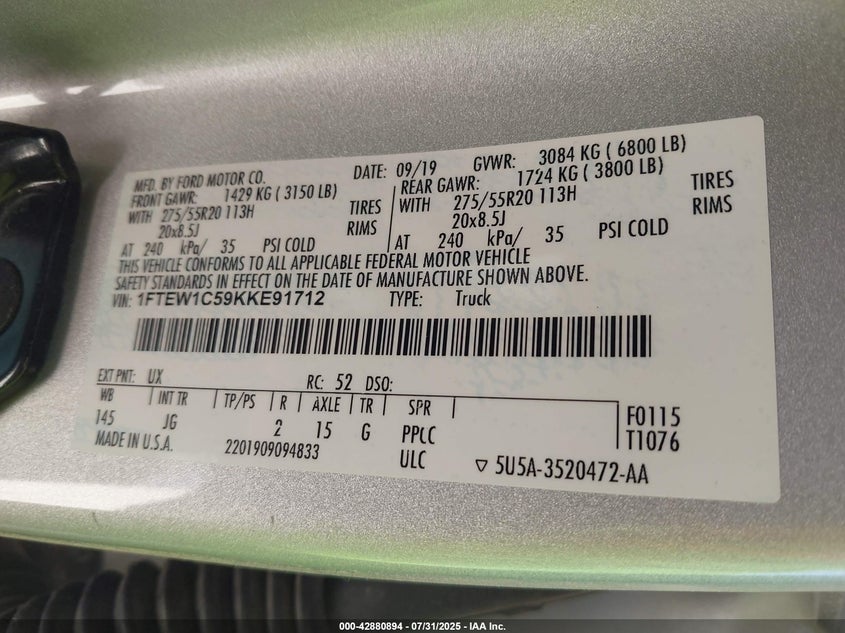 MFD. BY FORD MOTOR CO. DATE: 09/19 GVWR: 3084 KG ( 6800 LB)
FRONT GAWR: 1429 KG ( 3150 LB) REAR GAWR: 1724 KG ( 3800 LB)
WITH 275/55R20 113H TIRES WITH 275/55R20 113H TIRES
20x8.5J RIMS 20x8.5J RIMS
AT 240 kPa/ 35 PSI COLD AT 240 kPa/ 35 PSI COLD
THIS VEHICLE CONFORMS TO ALL APPLICABLE FEDERAL MOTOR VEHICLE
SAFETY STANDARDS IN EFFECT ON THE DATE OF MANUFACTURE SHOWN ABOVE.
VIN: 1FTEW1C59KKE91712 TYPE: Truck
EXT PNT: UX RC: 52 DSO:
WB INT TR TP/PS R AXLE TR SPR
145 JG 2 15 G PPLC F0115
MADE IN U.S.A. 2201909094833 ULC T1076
5U5A-3520472-AA
000-42880894 - 07/31/2025 - IAA Inc.